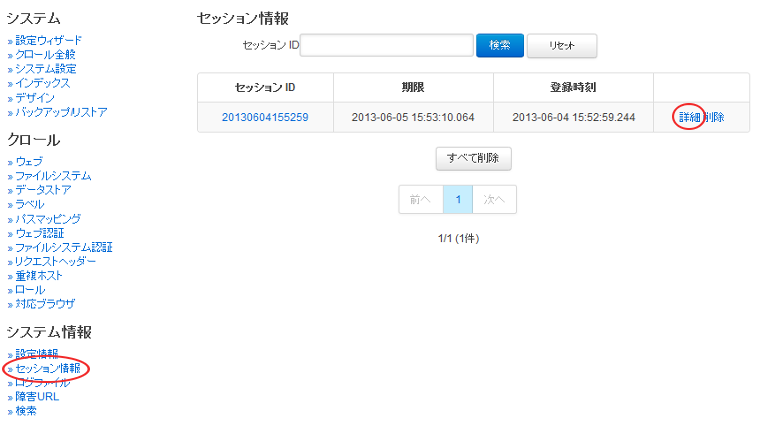 システム
» 設定ウィザード
» クロール全般
» システム設定
» インデックス
» デザイン
» バックアップ/リストア
クロール
» ウェブ
» ファイルシステム
» データストア
» ラベル
» パスマッピング
» ウェブ認証
» ファイルシステム認証
» リクエストヘッダー
» 重複ホスト
» ロール
» 対応ブラウザ
システム情報
» 設定情報
» セッション情報
» ログファイル
» 障害URL
» 検索
セッション情報
セッション ID 検索 リセット
セッション ID 期限 登録時刻
20130604155259 2013-06-05 15:53:10.064 2013-06-04 15:52:59.244 詳細 削除
すべて削除
前へ 1 次へ
1/1 (1件)